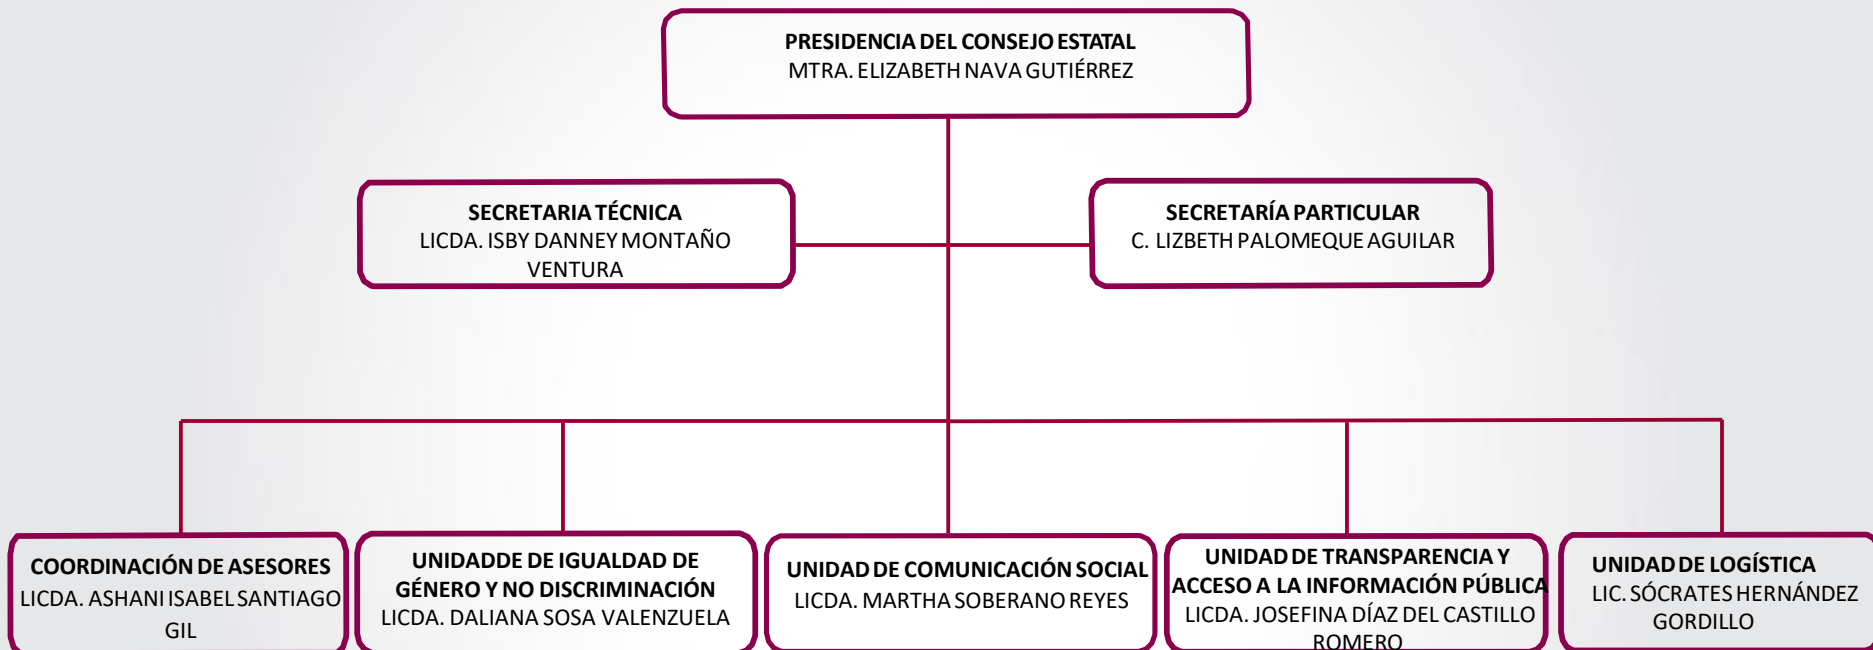 PRESIDENCIA DEL CONSEJO ESTATAL
MTRA. ELIZABETH NAVA GUTIÉRREZ
SECRETARIA TÉCNICA
LICDA. ISBY DANNEY MONTAÑO
VENTURA
SECRETARÍA PARTICULAR
C. LIZBETH PALOMEQUE AGUILAR
COORDINACIÓN DE ASESORES
LICDA. ASHANI ISABEL SANTIAGO
GIL
UNIDADDE DE IGUALDAD DE
GÉNERO Y NO DISCRIMINACIÓN
LICDA. DALIANA SOSA VALENZUELA
UNIDAD DE COMUNICACIÓN SOCIAL
LICDA. MARTHA SOBERANO REYES
UNIDAD DE TRANSPARENCIA Y
ACCESO A LA INFORMACIÓN PÚBLICA
LICDA. JOSEFINA DÍAZ DEL CASTILLO
ROMERO
UNIDAD DE LOGÍSTICA
LIC. SÓCRATES HERNÁNDEZ
GORDILLO